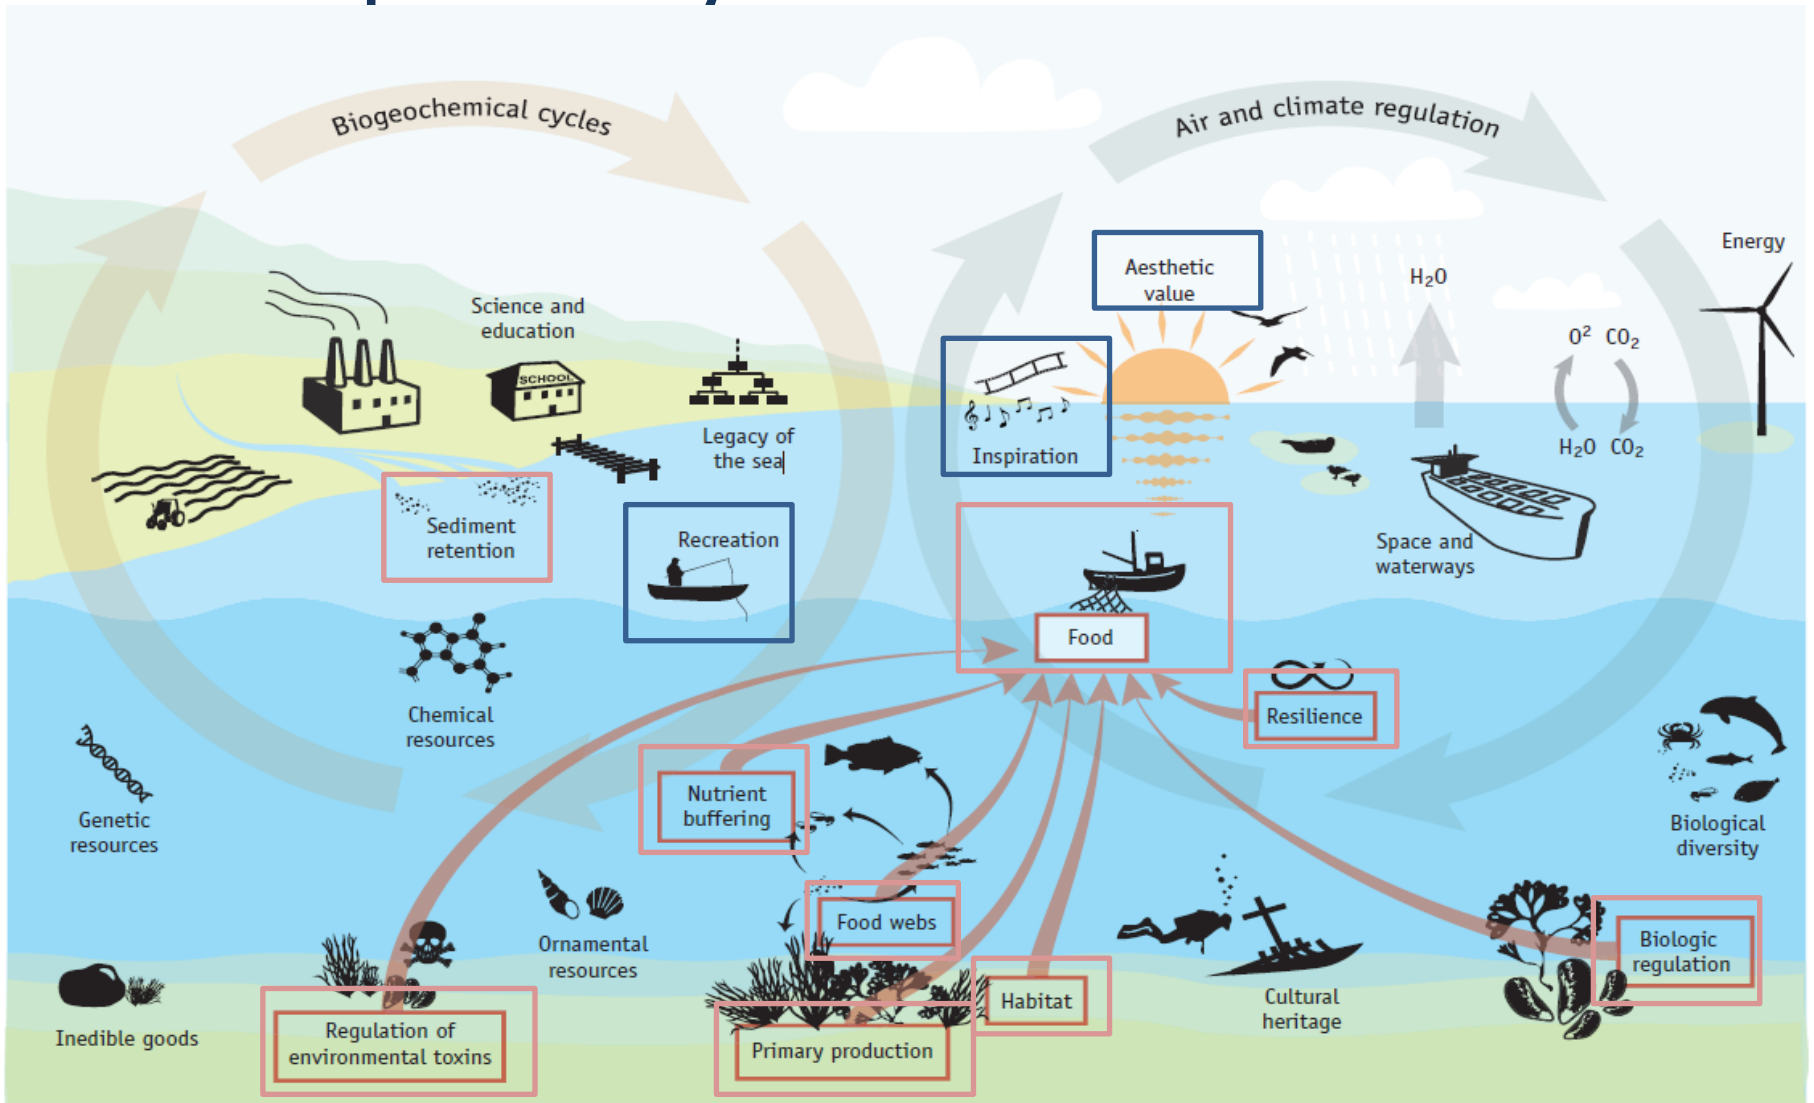 Biogeochemical cycles
Air and climate regulation
Energy
Aesthetic
value
H₂O
Science and
education
O² CO₂
SCHOOL
Legacy of
the sea
Inspiration
H₂O CO₂
Sediment
retention
Recreation
Space and
waterways
Food
Chemical
resources
Resilience
Nutrient
buffering
Genetic
resources
Biological
diversity
Food webs
Ornamental
resources
Biologic
regulation
Habitat
Cultural
heritage
Inedible goods
Regulation of
environmental toxins
Primary production